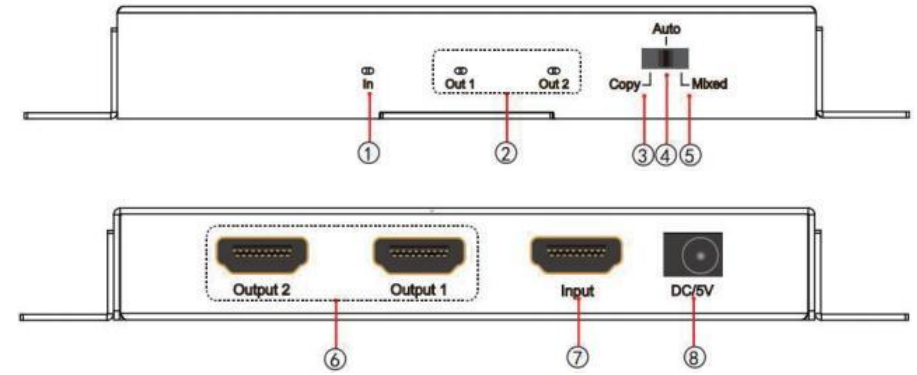 Auto
In Out 1 Out 2 Copy Mixed
① ② ③ ④ ⑤
Output 2 Output 1 Input DC/5V
⑥ ⑦ ⑧